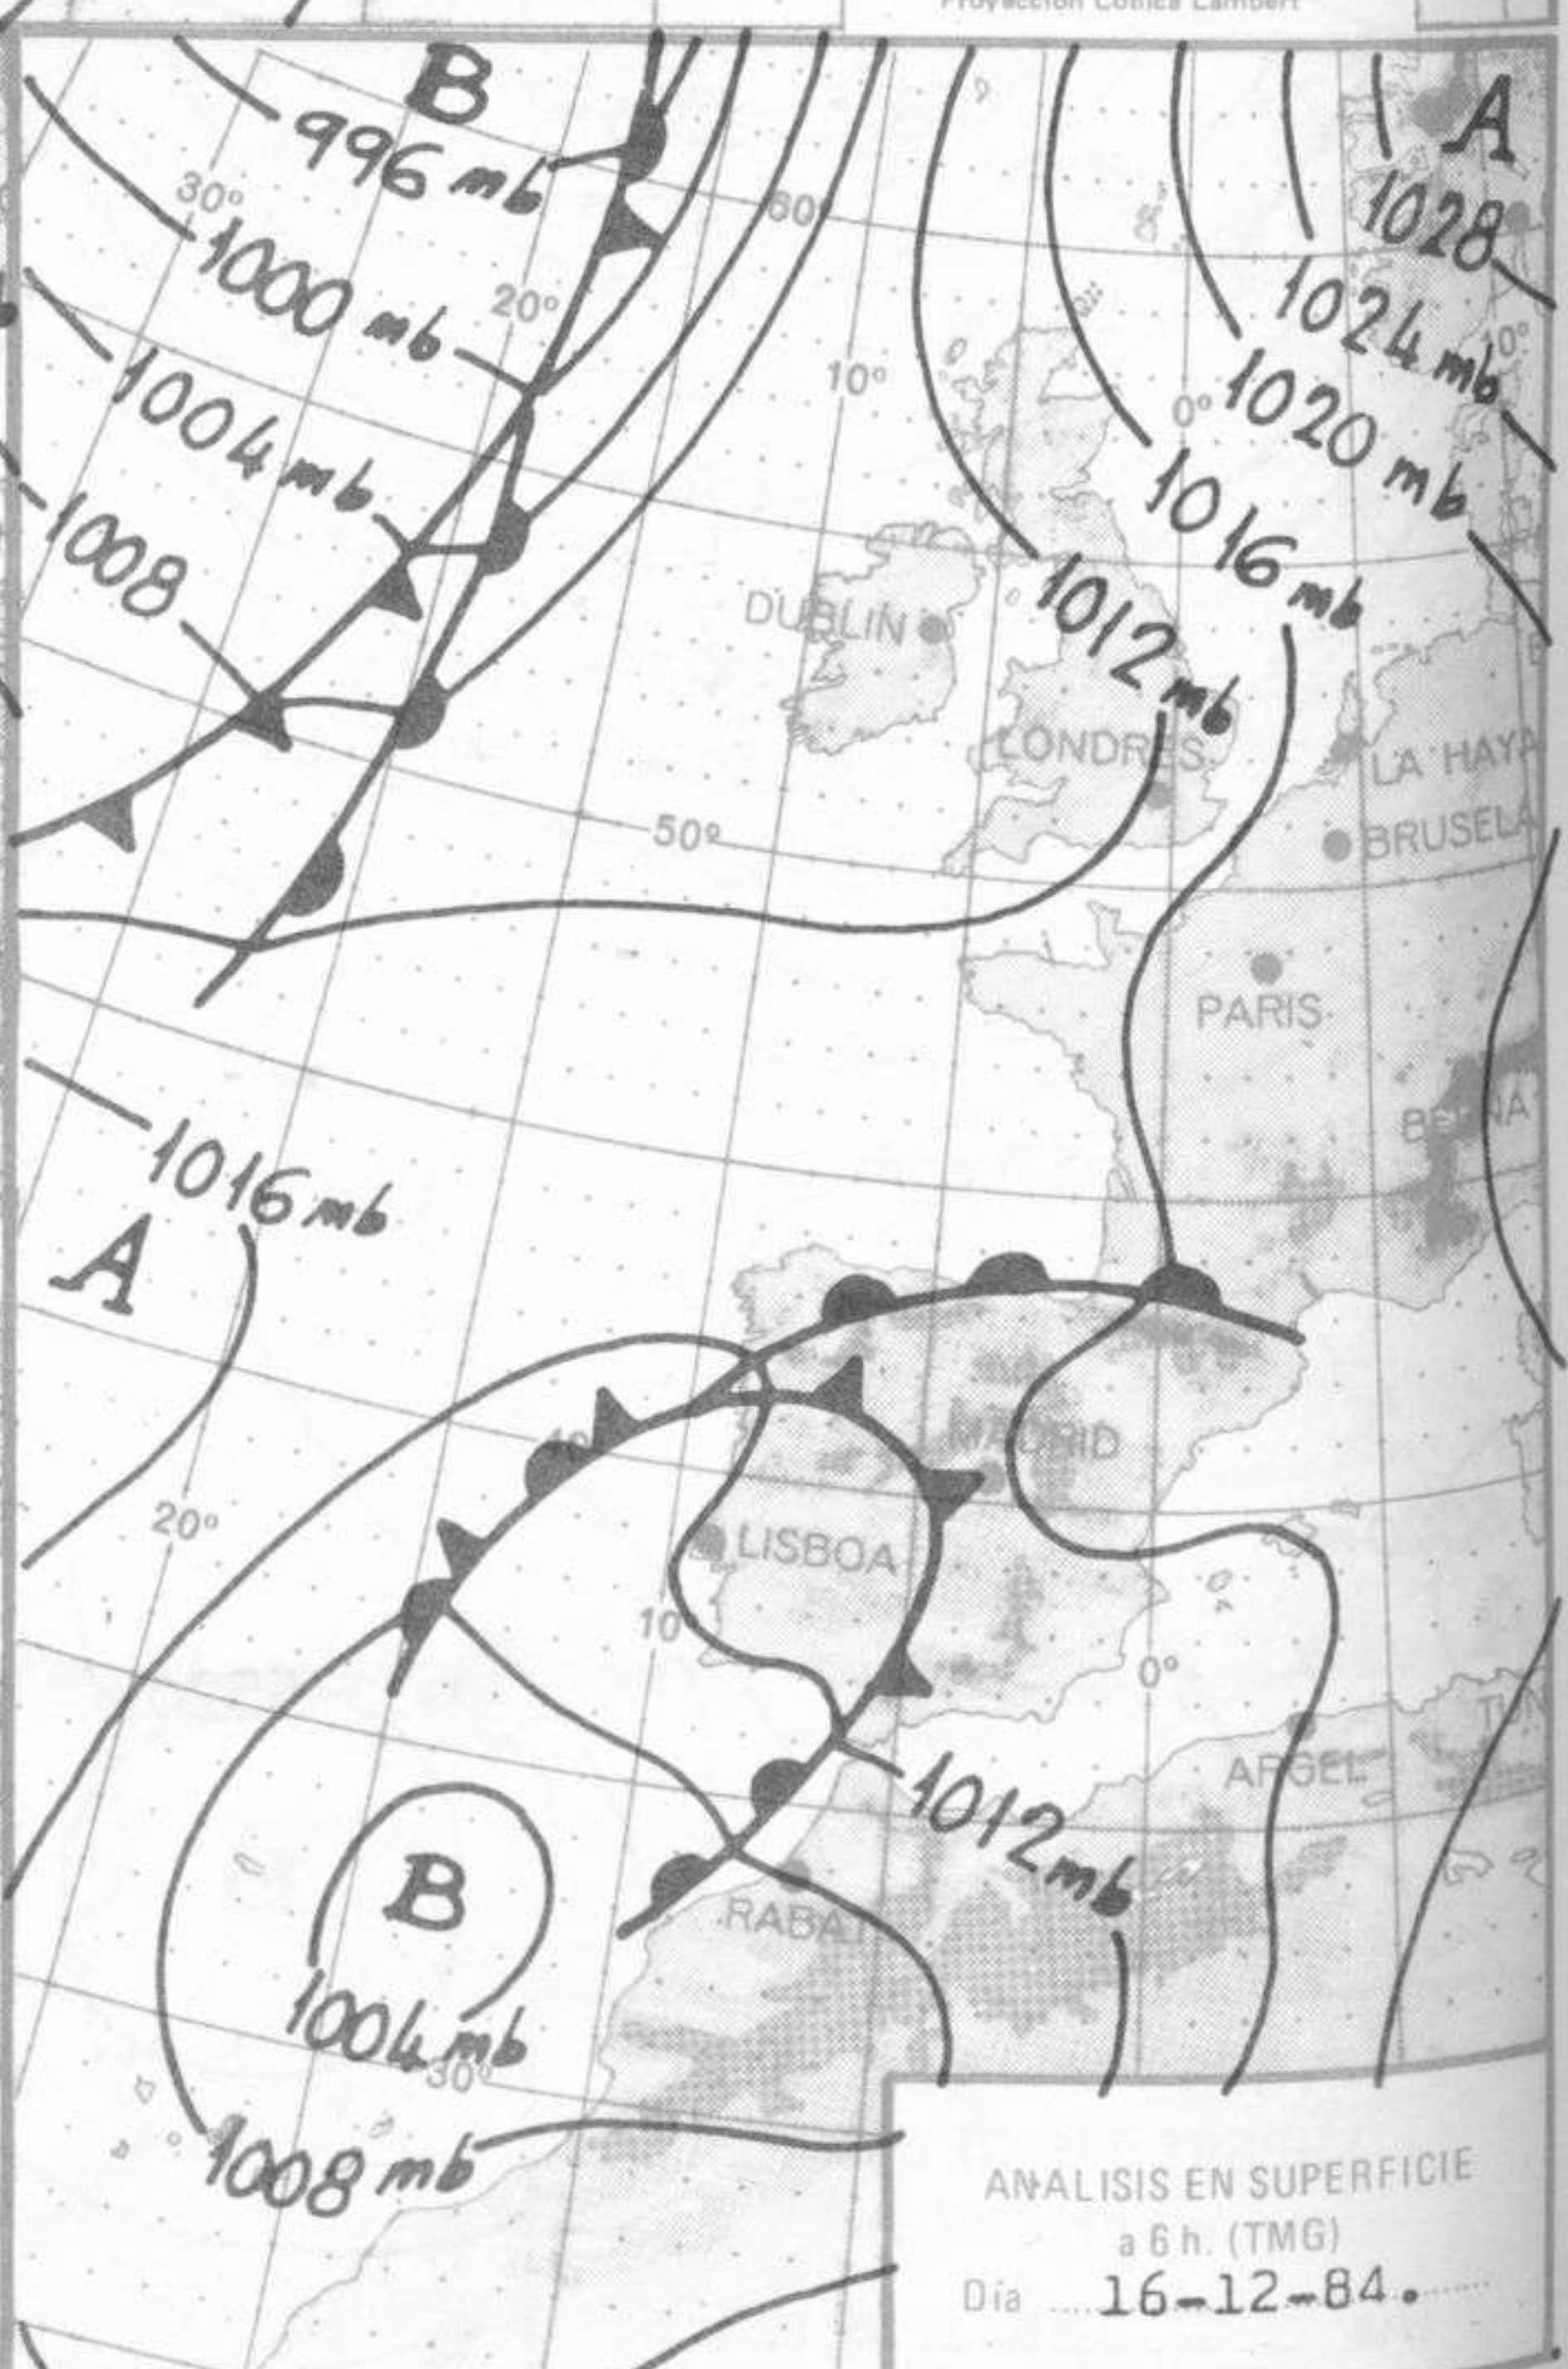 Proyección Cónica Lambert
B
A
996 mb
30°
60°
1028
1000 mb
20°
1024 mb
10°
10°
1004 mb
0°
1020 mb
1008
1016 mb
DUBLIN
1012 mb
LONDRES
LA HAYA
50°
BRUSELA
PARIS
1016 mb
A
MADRID
20°
LISBOA
10
0°
ARGEL
1012 mb
B
RABA
1004 mb
30°
1008 mb
ANALISIS EN SUPERFICIE
a 6 h. (TMG)
Día 16-12-84.